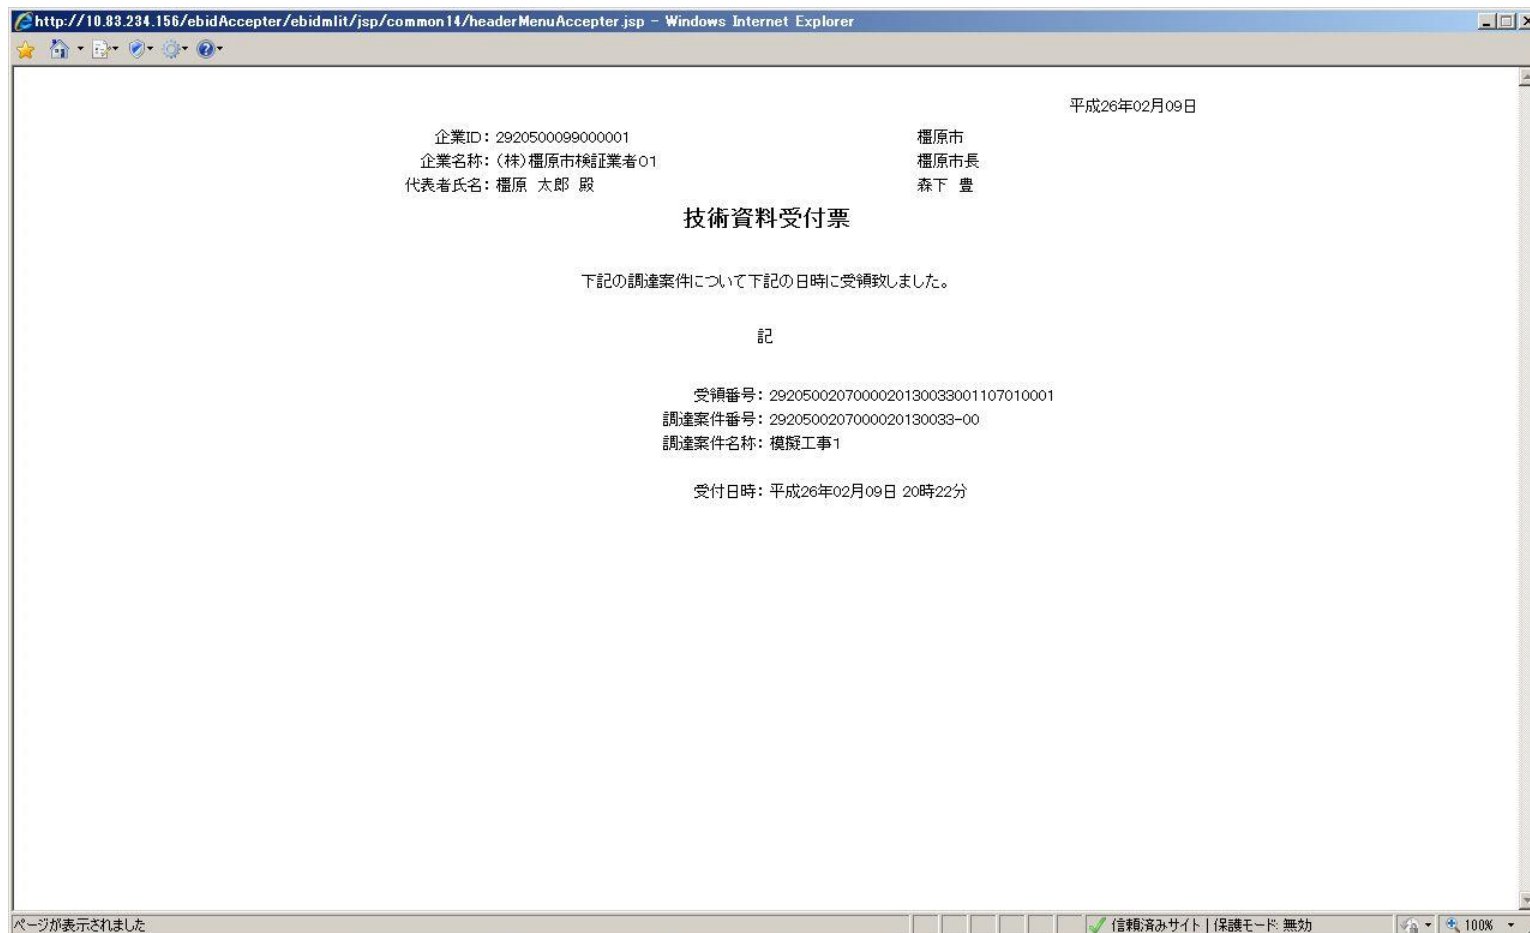 http://10.83.234.156/ebidAccepter/ebidmlit/jsp/common14/headerMenuAccepter.jsp - Windows Internet Explorer
平成26年02月09日
企業ID： 2920500099000001 橿原市
企業名称： （株）橿原市検証業者01 橿原市長
代表者氏名： 橿原 太郎 殿 森下 豊
技術資料受付票
下記の調達案件について下記の日時に受領致しました。
記
受領番号： 2920500207000020130033001107010001
調達案件番号： 2920500207000020130033-00
調達案件名称： 模擬工事1
受付日時： 平成26年02月09日 20時22分
ページが表示されました 信頼済みサイト | 保護モード: 無効 100%